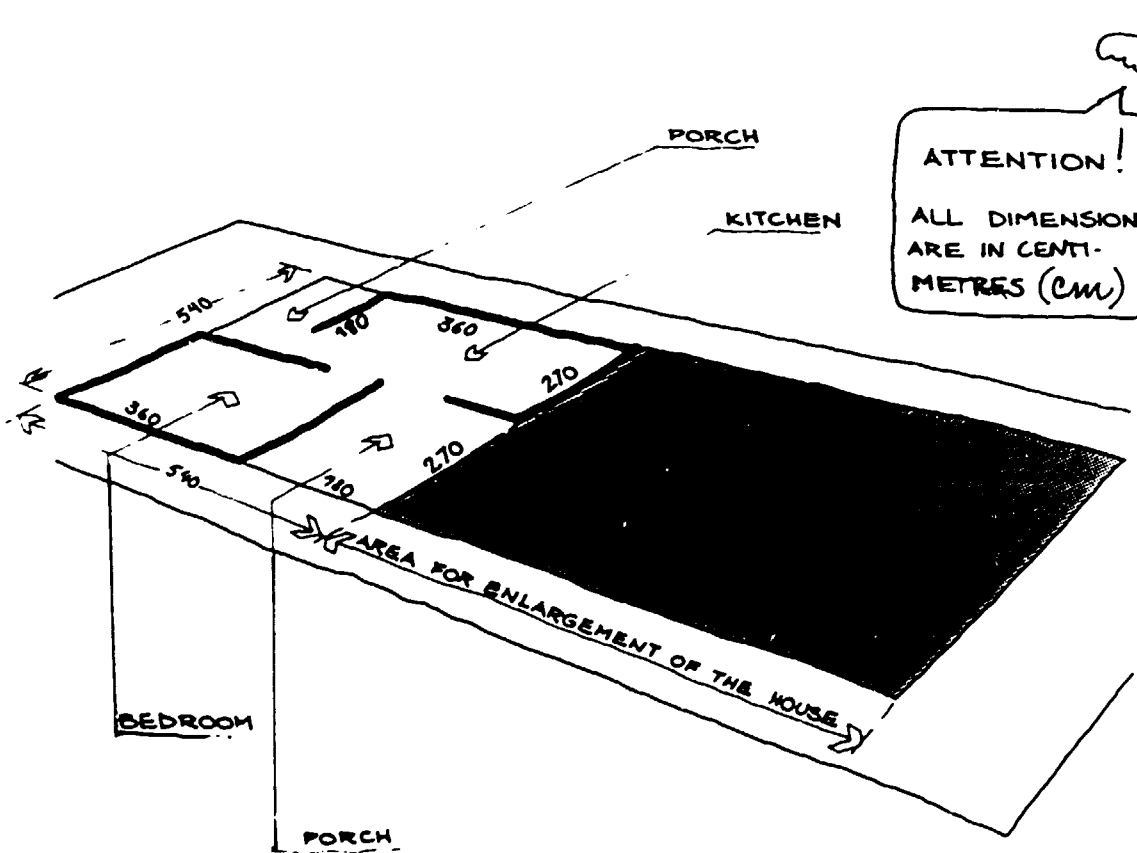 PORCH
KITCHEN
ATTENTION!
ALL DIMENSION
ARE IN CENTI-
METRES (cm)
540
180
360
270
360
270
540
180
AREA FOR ENLARGEMENT OF THE HOUSE
BEDROOM
PORCH